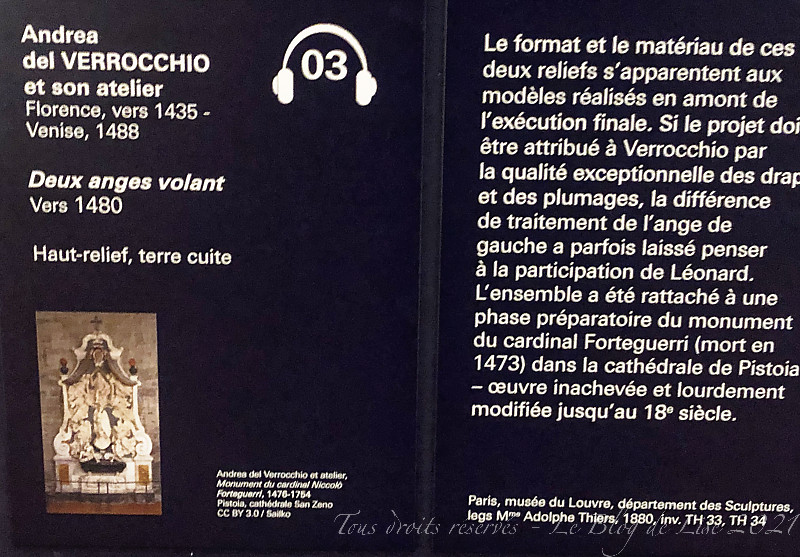 Andrea
del VERROCCHIO
et son atelier
Florence, vers 1435 -
Venise, 1488
03
Deux anges volant
Vers 1480
Haut-relief, terre cuite
Andrea del Verrocchio et atelier,
Monument du cardinal Niccolò
Forteguerri, 1476-1754
Pistoia, cathédrale San Zeno
CC BY 3.0 / Sailko
Le format et le matériau de ces
deux reliefs s'apparentent aux
modèles réalisés en amont de
l'exécution finale. Si le projet doi
être attribué à Verrocchio par
la qualité exceptionnelle des drap
et des plumages, la différence
de traitement de l'ange de
gauche a parfois laissé penser
à la participation de Léonard.
L'ensemble a été rattaché à une
phase préparatoire du monument
du cardinal Forteguerri (mort en
1473) dans la cathédrale de Pistoia
– œuvre inachevée et lourdement
modifiée jusqu'au 18e siècle.
Paris, musée du Louvre, département des Sculptures,
legs Mme Adolphe Thiers, 1880, inv. TH 33, TH 34
Tous droits réservés - Le Blog de Lise 2021